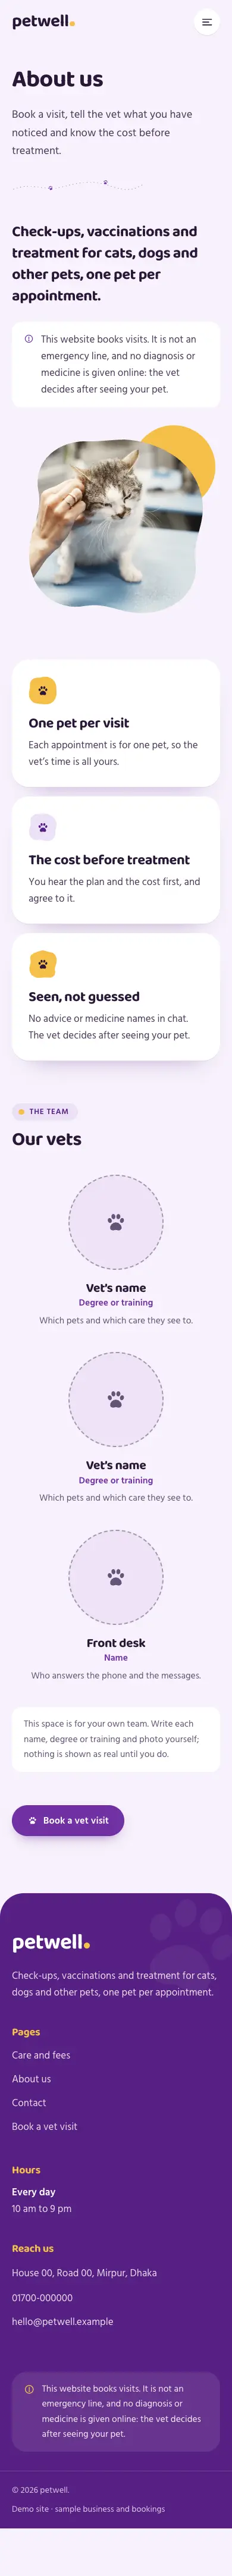 petwell.
About us
Book a visit, tell the vet what you have
noticed and know the cost before
treatment.
Check-ups, vaccinations and
treatment for cats, dogs and
other pets, one pet per
appointment.
This website books visits. It is not an
emergency line, and no diagnosis or
medicine is given online: the vet
decides after seeing your pet.
One pet per visit
Each appointment is for one pet, so the
vet's time is all yours.
The cost before treatment
You hear the plan and the cost first, and
agree to it.
Seen, not guessed
No advice or medicine names in chat.
The vet decides after seeing your pet.
THE TEAM
Our vets
Vet's name
Degree or training
Which pets and which care they see to.
Vet's name
Degree or training
Which pets and which care they see to.
Front desk
Name
Who answers the phone and the messages.
This space is for your own team. Write each
name, degree or training and photo yourself;
nothing is shown as real until you do.
Book a vet visit
petwell.
Check-ups, vaccinations and treatment for cats,
dogs and other pets, one pet per appointment.
Pages
Care and fees
About us
Contact
Book a vet visit
Hours
Every day
10 am to 9 pm
Reach us
House 00, Road 00, Mirpur, Dhaka
01700-000000
hello@petwell.example
This website books visits. It is not an
emergency line, and no diagnosis or
medicine is given online: the vet decides
after seeing your pet.
© 2026 petwell.
Demo site · sample business and bookings